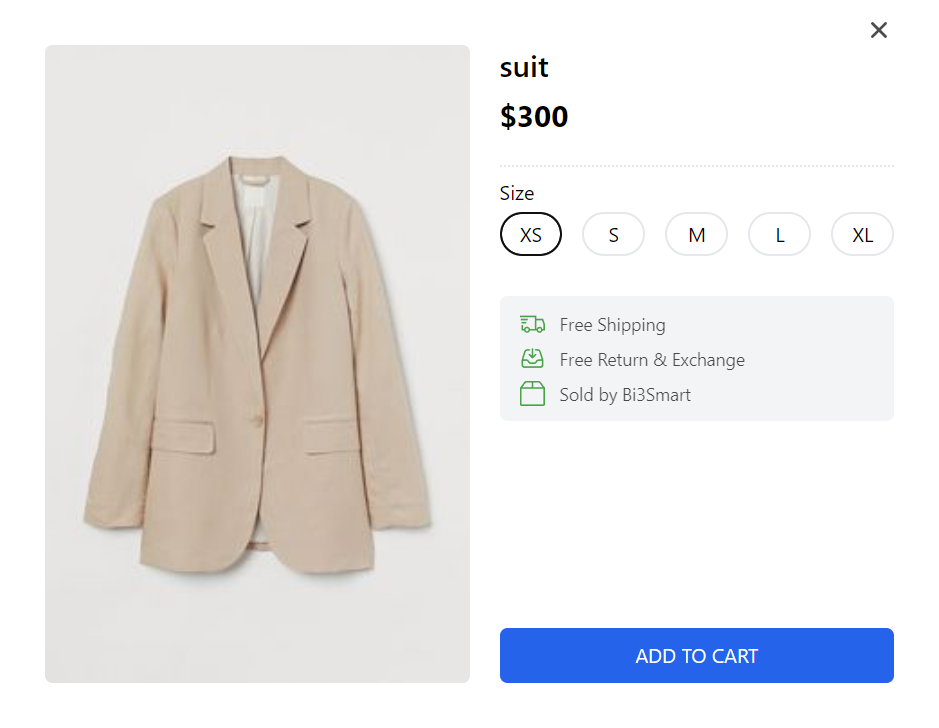 suit
$300
Size
XS S M L XL
Free Shipping
Free Return & Exchange
Sold by Bi3Smart
ADD TO CART